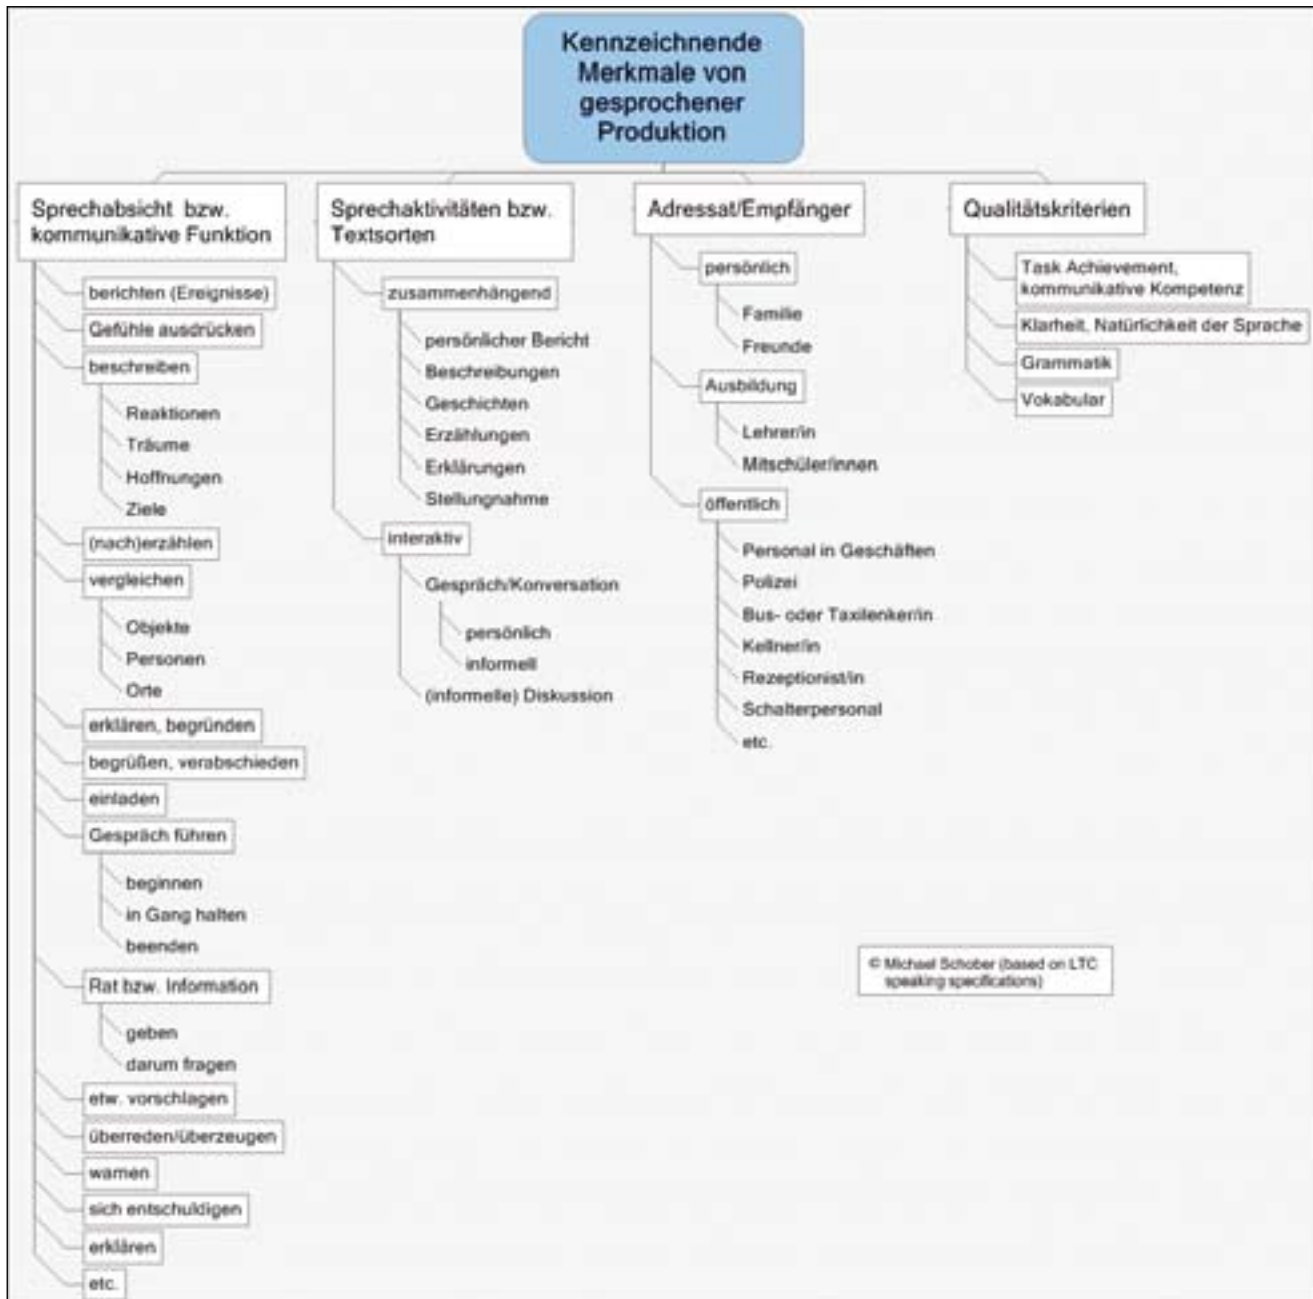 Kennzeichnende
Merkmale von
gesprochener
Produktion
Sprechabsicht bzw.
kommunikative Funktion
berichten (Ereignisse)
Gefühle ausdrücken
beschreiben
Reaktionen
Träume
Hoffnungen
Ziele
(nach)erzählen
vergleichen
Objekte
Personen
Orte
erklären, begründen
begrüßen, verabschieden
einladen
Gespräch führen
beginnen
in Gang halten
beenden
Rat bzw. Information
geben
darum fragen
etw. vorschlagen
überreden/überzeugen
warnen
sich entschuldigen
erklären
etc.
Sprechaktivitäten bzw.
Textsorten
zusammenhängend
persönlicher Bericht
Beschreibungen
Geschichten
Erzählungen
Erklärungen
Stellungnahme
interaktiv
Gespräch/Konversation
persönlich
informell
(informelle) Diskussion
Adressat/Empfänger
persönlich
Familie
Freunde
Ausbildung
Lehrer/in
Mitschüler/innen
öffentlich
Personal in Geschäften
Polizei
Bus- oder Taxilenker/in
Kellner/in
Rezeptionist/in
Schalterpersonal
etc.
Qualitätskriterien
Task Achievement,
kommunikative Kompetenz
Klarheit, Natürlichkeit der Sprache
Grammatik
Vokabular
© Michael Schober (based on LTC
speaking specifications)